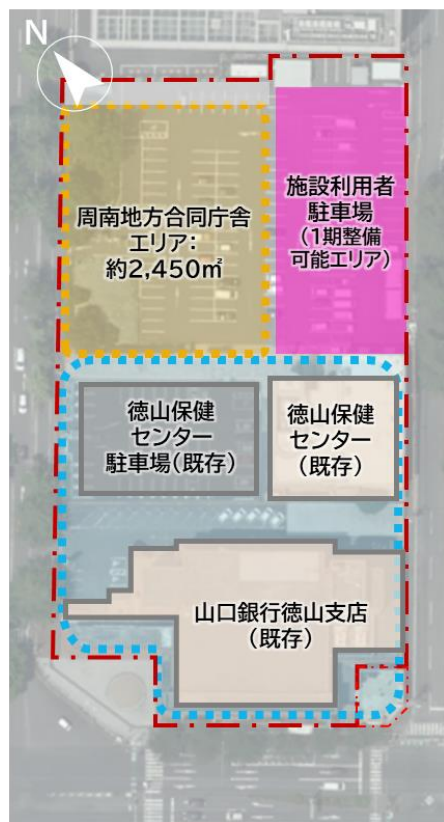 N
周南地方合同庁舎
エリア:
約2,450㎡
施設利用者
駐車場
(1期整備
可能エリア)
徳山保健
センター
駐車場(既存)
徳山保健
センター
(既存)
山口銀行徳山支店
(既存)